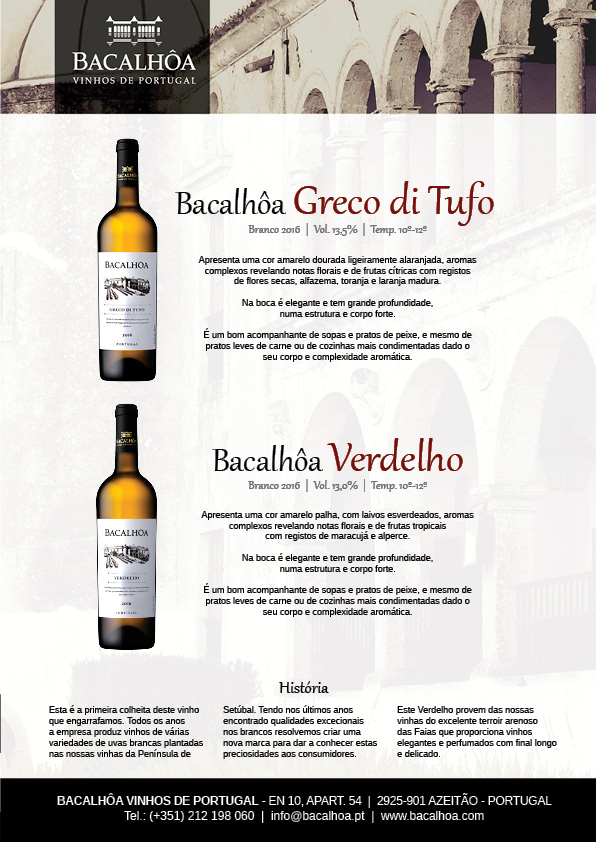 BACALHÔA
VINHOS DE PORTUGAL
Bacalhôa Greco di Tufo
Branco 2016 | Vol. 13,5% | Temp. 10º-12º
Apresenta uma cor amarelo dourada ligeiramente alaranjada, aromas
complexos revelando notas florais e de frutas cítricas com registos
de flores secas, alfazema, toranja e laranja madura.
Na boca é elegante e tem grande profundidade,
numa estrutura e corpo forte.
É um bom acompanhante de sopas e pratos de peixe, e mesmo de
pratos leves de carne ou de cozinhas mais condimentadas dado o
seu corpo e complexidade aromática.
BACALHÔA
BACALHÔA
GRECO DI TUFO
2016
PORTUGAL
Bacalhôa Verdelho
Branco 2016 | Vol. 13,0% | Temp. 10º-12º
Apresenta uma cor amarelo palha, com laivos esverdeados, aromas
complexos revelando notas florais e de frutas tropicais
com registos de maracujá e alperce.
Na boca é elegante e tem grande profundidade,
numa estrutura e corpo forte.
É um bom acompanhante de sopas e pratos de peixe, e mesmo de
pratos leves de carne ou de cozinhas mais condimentadas dado o
seu corpo e complexidade aromática.
BACALHÔA
BACALHÔA
VERDELHO
2016
PORTUGAL
História
Esta é a primeira colheita deste vinho
que engarrafamos. Todos os anos
a empresa produz vinhos de várias
variedades de uvas brancas plantadas
nas nossas vinhas da Península de
Setúbal. Tendo nos últimos anos
encontrado qualidades excecionais
nos brancos resolvemos criar uma
nova marca para dar a conhecer estas
preciosidades aos consumidores.
Este Verdelho provem das nossas
vinhas do excelente terroir arenoso
das Faias que proporciona vinhos
elegantes e perfumados com final longo
e delicado.
BACALHÔA VINHOS DE PORTUGAL - EN 10, APART. 54 | 2925-901 AZEITÃO - PORTUGAL
Tel.: (+351) 212 198 060 | info@bacalhoa.pt | www.bacalhoa.com